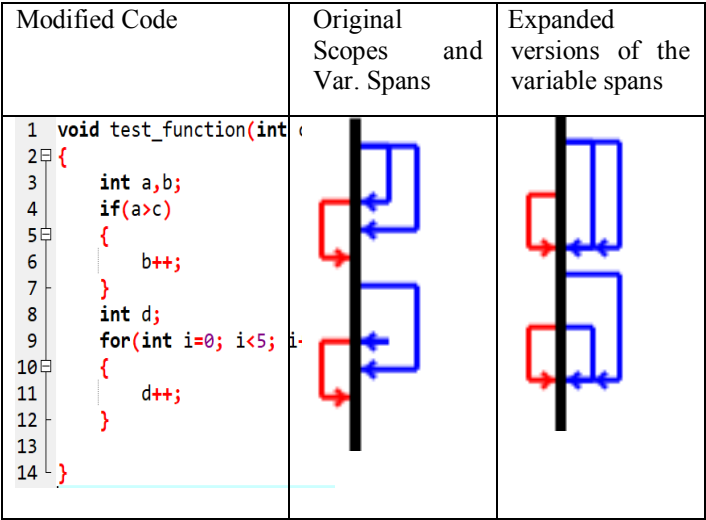 Modified Code
Original
Scopes and
Var. Spans
Expanded
versions of the
variable spans
1 void test_function(int
2 {
3 int a,b;
4 if(a>c)
5 {
6 b++;
7 }
8 int d;
9 for(int i=0; i<5; i
10 {
11 d++;
12 }
13
14 }